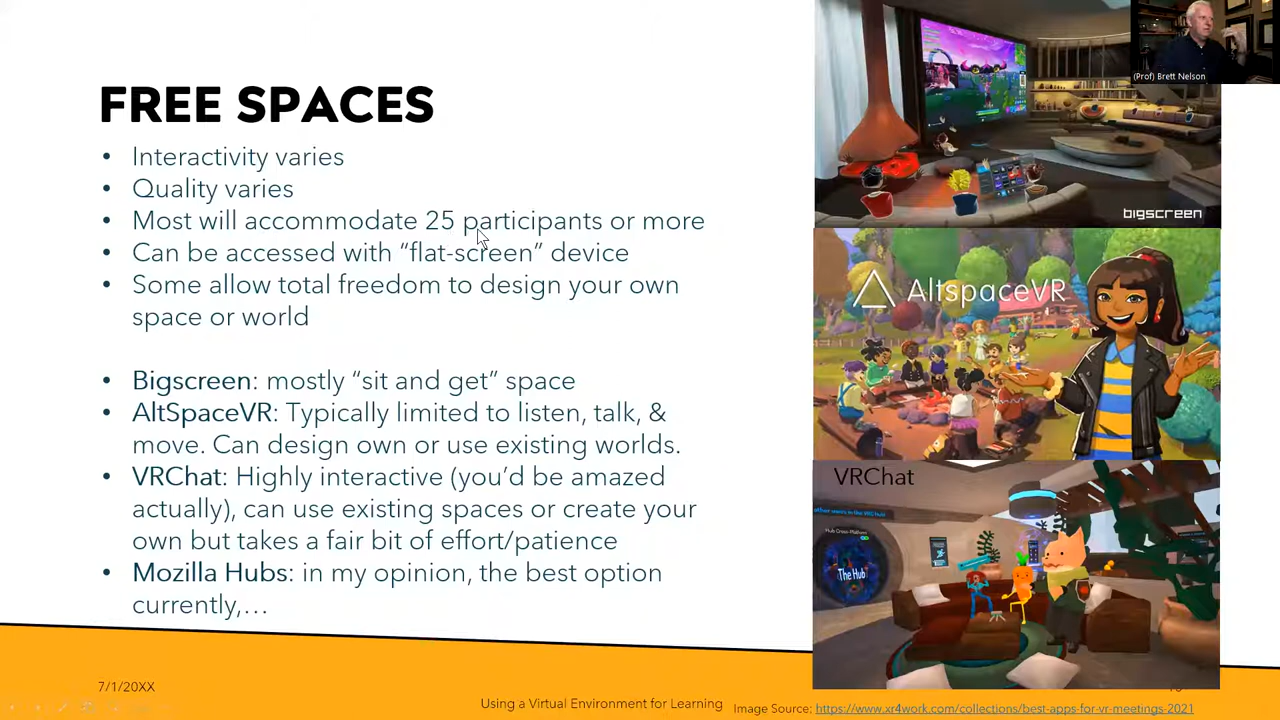 FREE SPACES
• Interactivity varies
• Quality varies
• Most will accommodate 25 participants or more
• Can be accessed with “flat-screen” device
• Some allow total freedom to design your own
space or world
• Bigscreen: mostly “sit and get” space
• AltSpaceVR: Typically limited to listen, talk, &
move. Can design own or use existing worlds.
• VRChat: Highly interactive (you’d be amazed
actually), can use existing spaces or create your
own but takes a fair bit of effort/patience
• Mozilla Hubs: in my opinion, the best option
currently,…
(Prof) Brett Nelson
bigscreen
AltspaceVR
VRChat
The Hub
7/1/20XX
Using a Virtual Environment for Learning
Image Source: https://www.xr4work.com/collections/best-apps-for-vr-meetings-2021